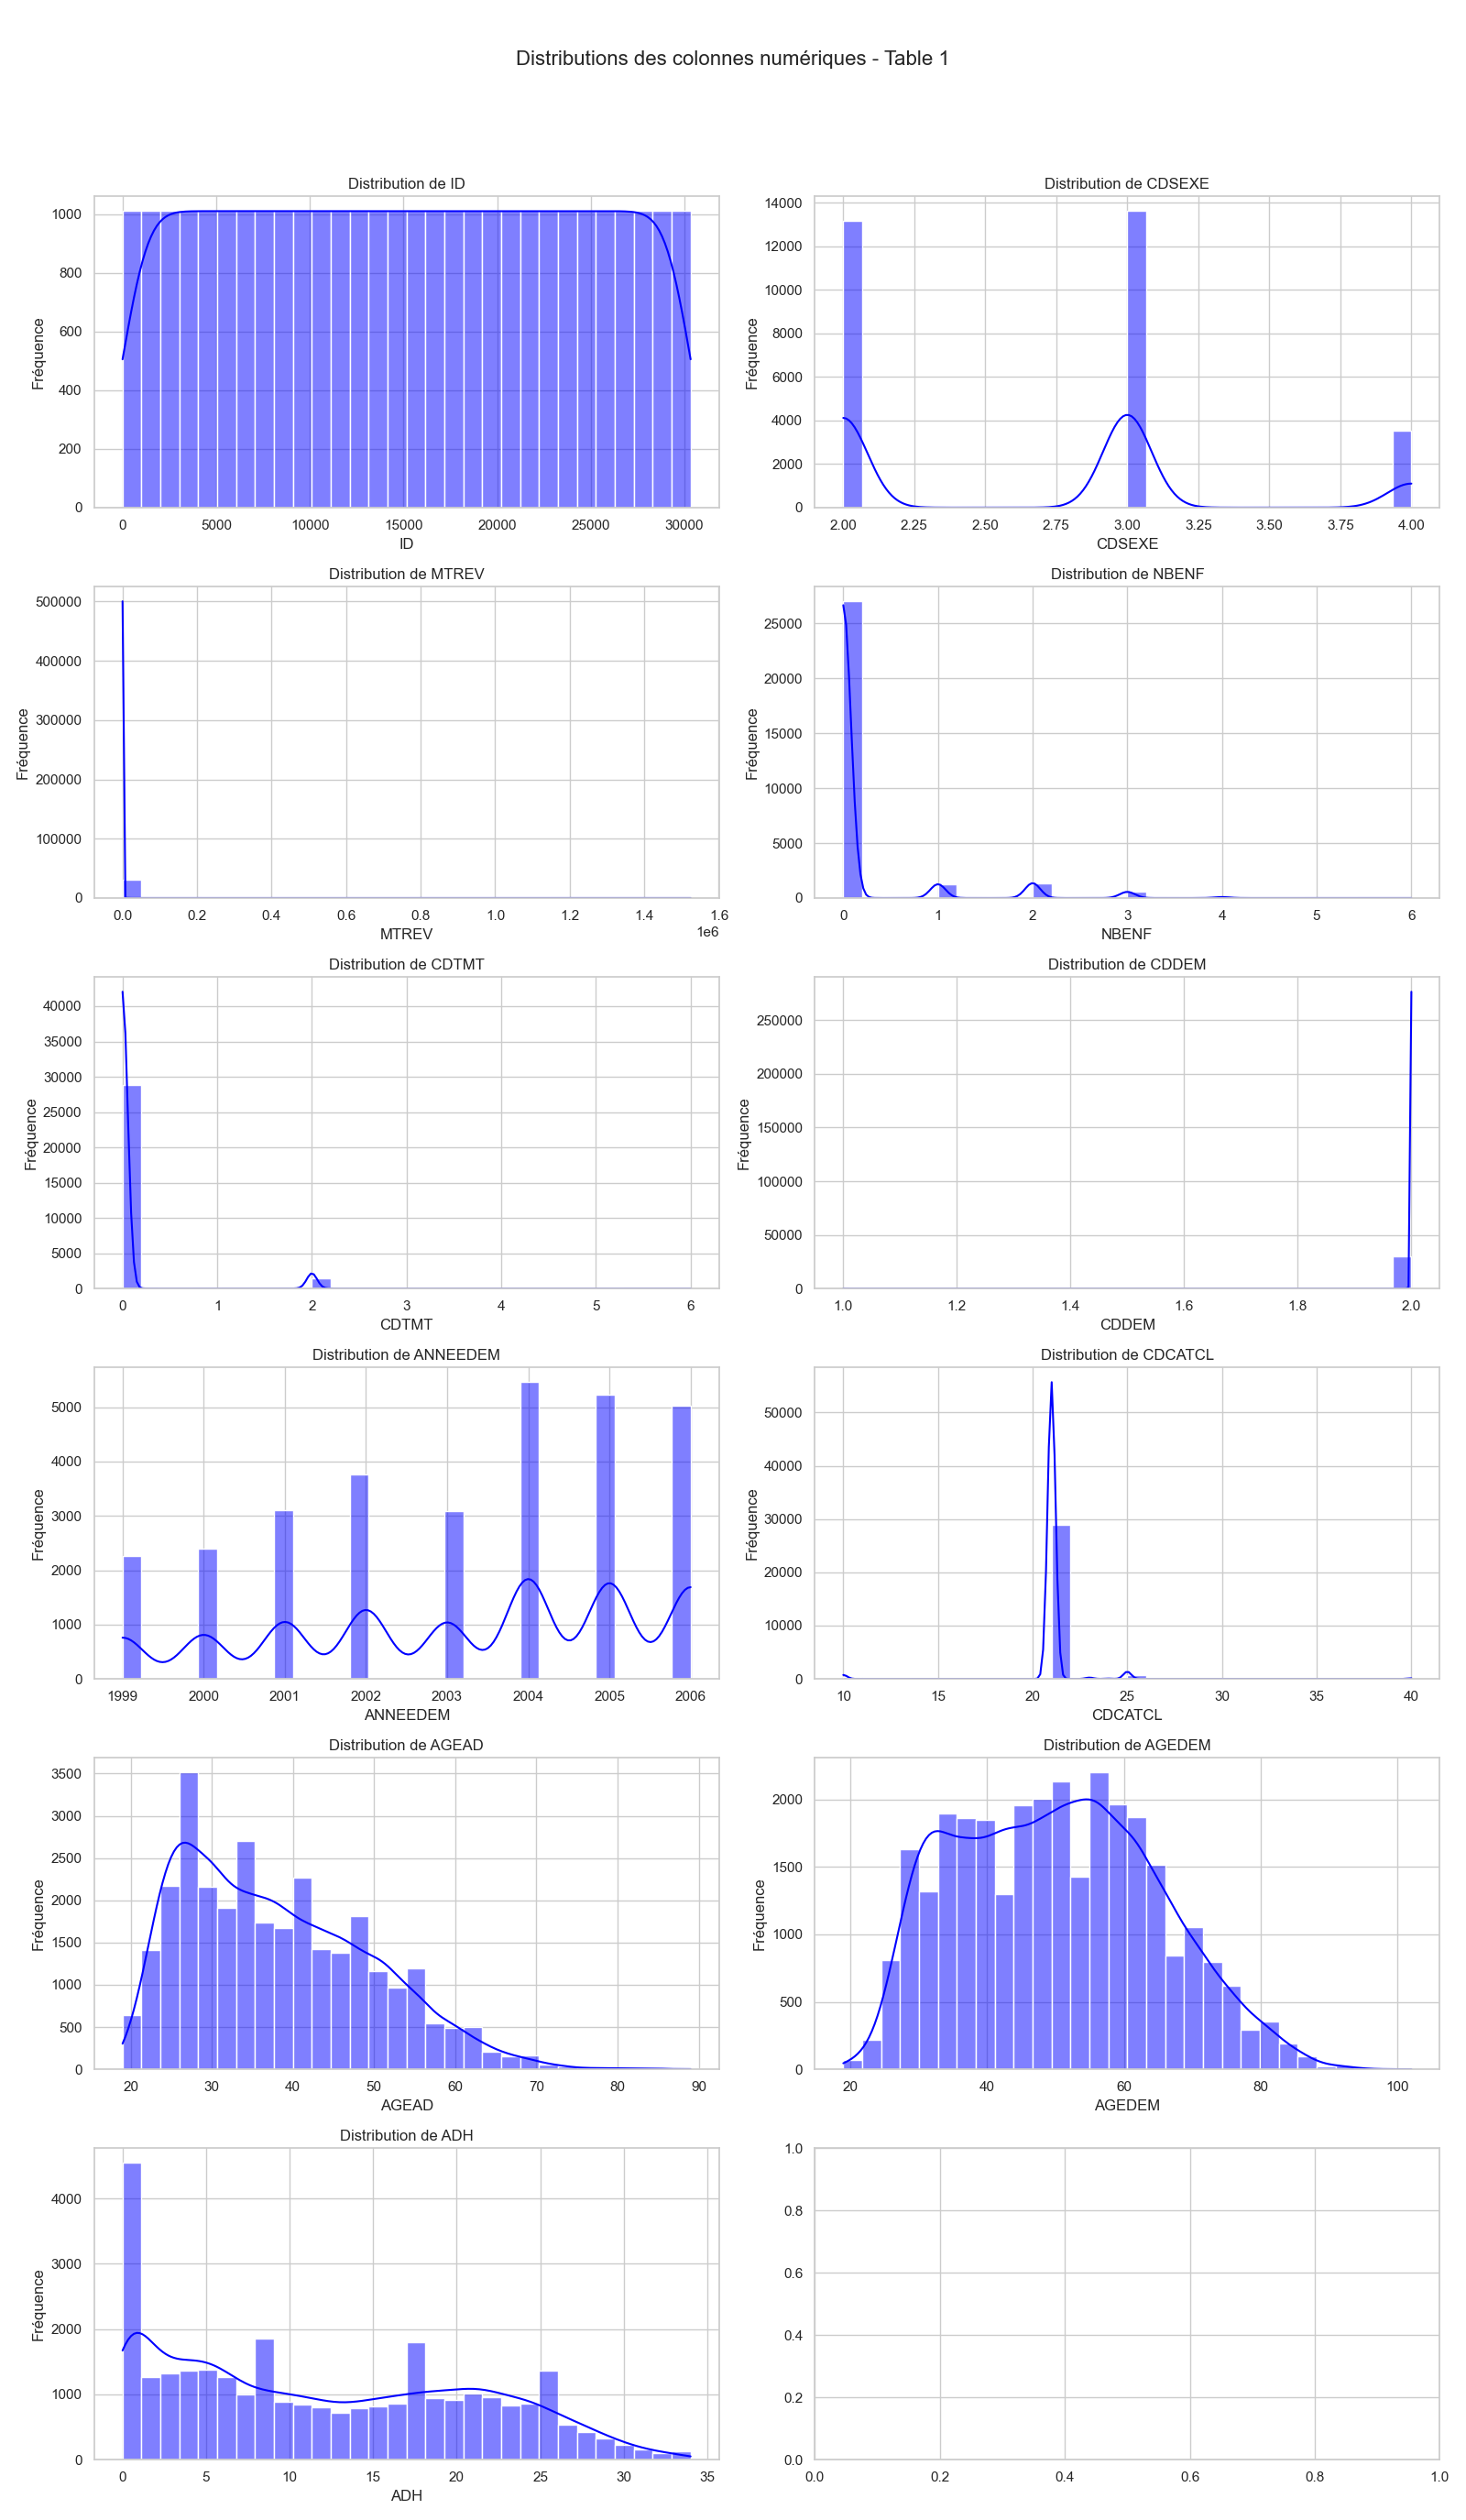 Distributions des colonnes numériques - Table 1
Distribution de ID
Fréquence
1000
800
600
400
200
0
0 5000 10000 15000 20000 25000 30000
ID
Distribution de CDSEXE
Fréquence
14000
12000
10000
8000
6000
4000
2000
0
2.00 2.25 2.50 2.75 3.00 3.25 3.50 3.75 4.00
CDSEXE
Distribution de MTREV
Fréquence
500000
400000
300000
200000
100000
0
0.0 0.2 0.4 0.6 0.8 1.0 1.2 1.4 1.6
1e6
MTREV
Distribution de NBENF
Fréquence
25000
20000
15000
10000
5000
0
0 1 2 3 4 5 6
NBENF
Distribution de CDTMT
Fréquence
40000
35000
30000
25000
20000
15000
10000
5000
0
0 1 2 3 4 5 6
CDTMT
Distribution de CDDEM
Fréquence
250000
200000
150000
100000
50000
0
1.0 1.2 1.4 1.6 1.8 2.0
CDDEM
Distribution de ANNEEDEM
Fréquence
5000
4000
3000
2000
1000
0
1999 2000 2001 2002 2003 2004 2005 2006
ANNEEDEM
Distribution de CDCATCL
Fréquence
50000
40000
30000
20000
10000
0
10 15 20 25 30 35 40
CDCATCL
Distribution de AGEAD
Fréquence
3500
3000
2500
2000
1500
1000
500
0
20 30 40 50 60 70 80 90
AGEAD
Distribution de AGEDEM
Fréquence
2000
1500
1000
500
0
20 40 60 80 100
AGEDEM
Distribution de ADH
Fréquence
4000
3000
2000
1000
0
0 5 10 15 20 25 30 35
ADH
1.0
0.8
0.6
0.4
0.2
0.0
0.0 0.2 0.4 0.6 0.8 1.0